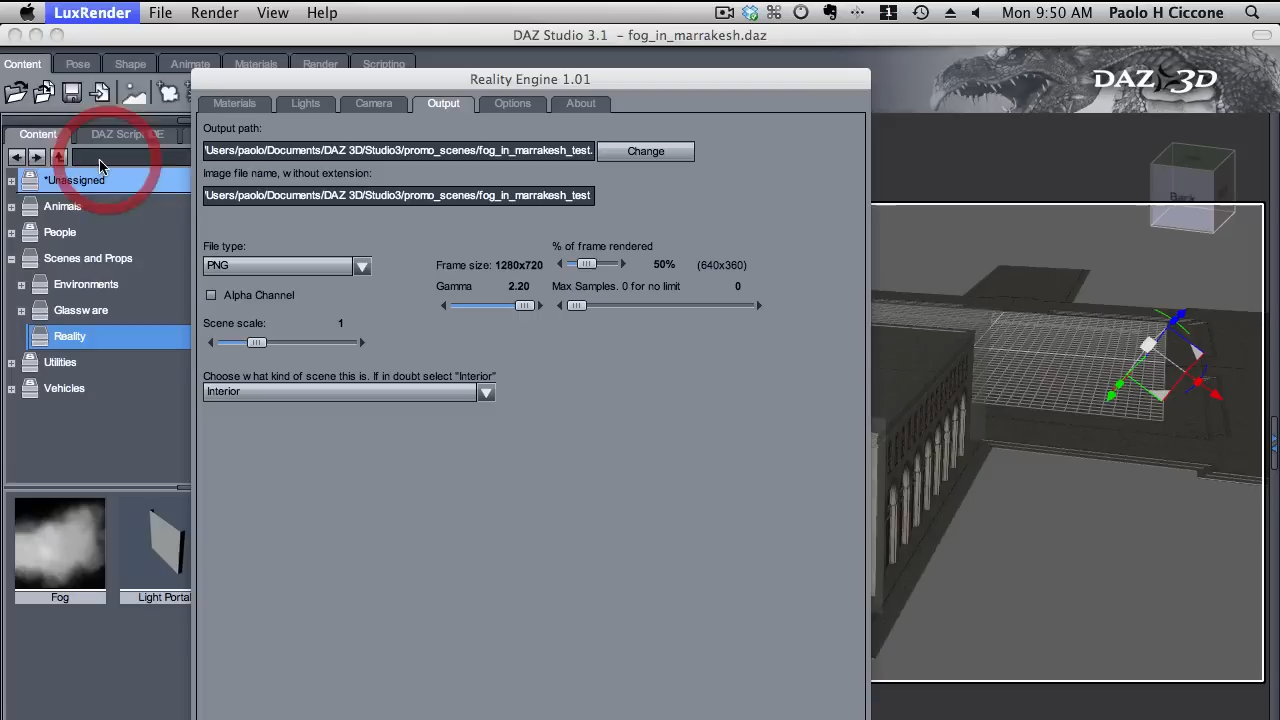 LuxRender File Render View Help Mon 9:50 AM Paolo H Ciccone
DAZ Studio 3.1 - fog_in_marrakesh.daz
Content Pose Shape Animate Materials Render Scripting
DAZ 3D
Reality Engine 1.01
Materials Lights Camera Output Options About
Content DAZ Script IDE
Output path:
'Users/paolo/Documents/DAZ 3D/Studio3/promo_scenes/fog_in_marrakesh_test. Change
Image file name, without extension:
'Users/paolo/Documents/DAZ 3D/Studio3/promo_scenes/fog_in_marrakesh_test
*Unassigned
Animals
People
Scenes and Props
Environments
Glassware
Reality
Utilities
Vehicles
File type:
PNG
Alpha Channel
Scene scale: 1
% of frame rendered
Frame size: 1280x720 50% (640x360)
Gamma 2.20 Max Samples. 0 for no limit 0
Choose what kind of scene this is. If in doubt select "Interior"
Interior
Back
Fog
Light Porta